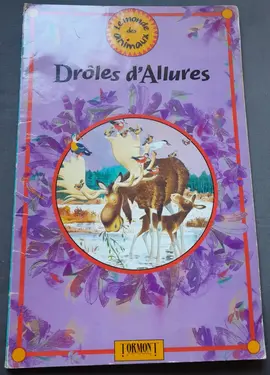 Le monde
des
animaux
Drôles d'Allures
TORMONT